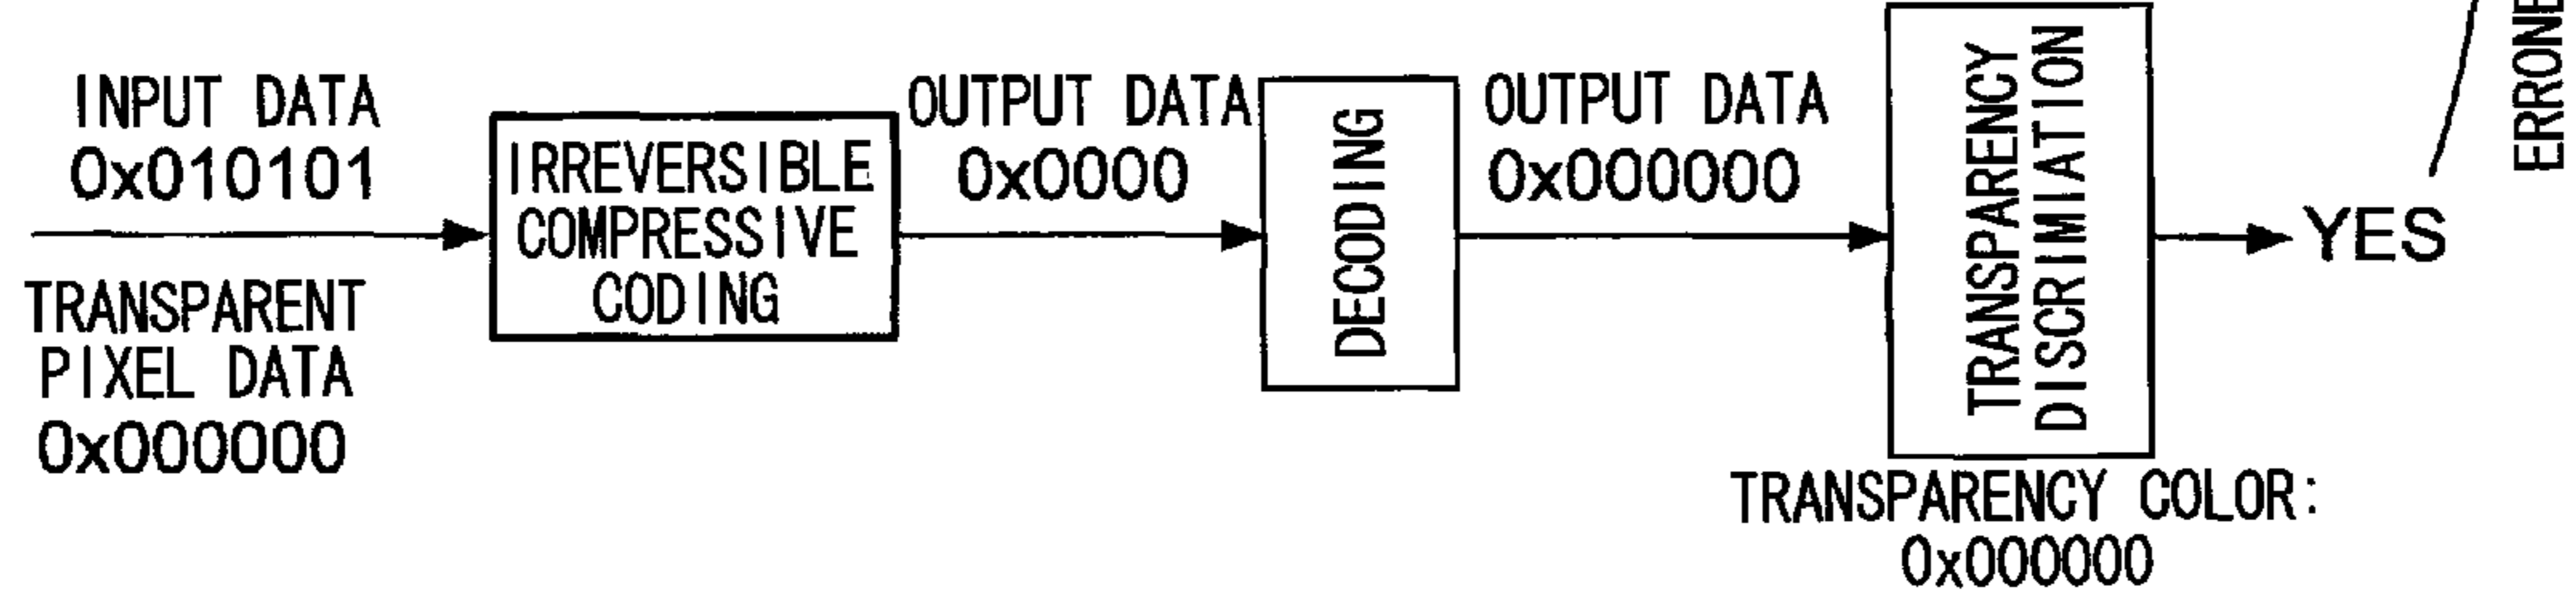 INPUT DATA
0x010101
TRANSPARENT
PIXEL DATA
0x000000
IRREVERSIBLE
COMPRESSIVE
CODING
OUTPUT DATA
0x0000
DECODING
OUTPUT DATA
0x000000
TRANSPARENCY
DISCRIMIATION
TRANSPARENCY COLOR:
0x000000
YES